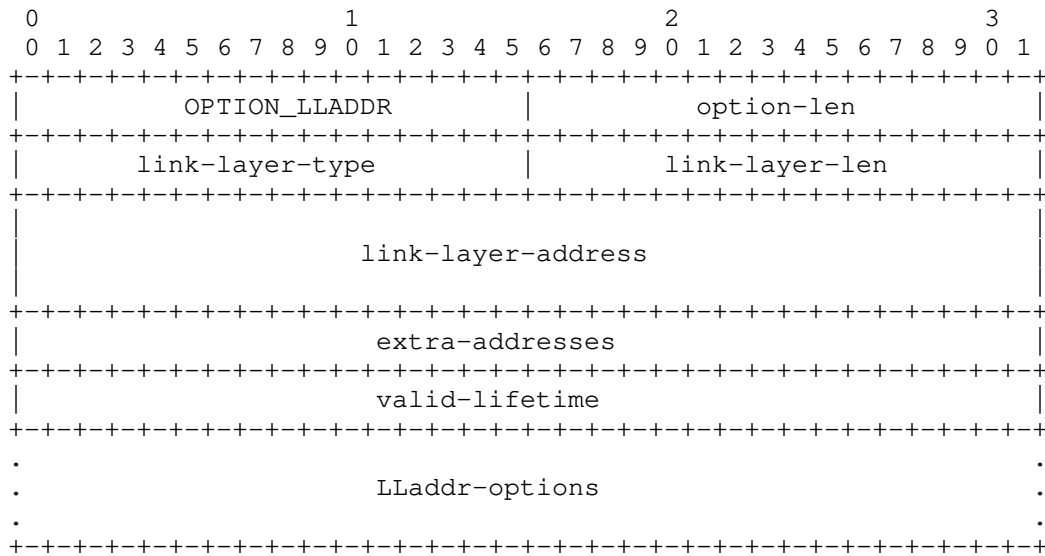 0                   1                   2                   3
 0 1 2 3 4 5 6 7 8 9 0 1 2 3 4 5 6 7 8 9 0 1 2 3 4 5 6 7 8 9 0 1
+-+-+-+-+-+-+-+-+-+-+-+-+-+-+-+-+-+-+-+-+-+-+-+-+-+-+-+-+-+-+-+-+
|          OPTION_LLADDR        |          option-len           |
+-+-+-+-+-+-+-+-+-+-+-+-+-+-+-+-+-+-+-+-+-+-+-+-+-+-+-+-+-+-+-+-+
|       link-layer-type         |        link-layer-len         |
+-+-+-+-+-+-+-+-+-+-+-+-+-+-+-+-+-+-+-+-+-+-+-+-+-+-+-+-+-+-+-+-+
|                                                               |
|                     link-layer-address                        |
|                                                               |
+-+-+-+-+-+-+-+-+-+-+-+-+-+-+-+-+-+-+-+-+-+-+-+-+-+-+-+-+-+-+-+-+
|                      extra-addresses                          |
+-+-+-+-+-+-+-+-+-+-+-+-+-+-+-+-+-+-+-+-+-+-+-+-+-+-+-+-+-+-+-+-+
|                      valid-lifetime                           |
+-+-+-+-+-+-+-+-+-+-+-+-+-+-+-+-+-+-+-+-+-+-+-+-+-+-+-+-+-+-+-+-+
.                                                               .
.                      LLaddr-options                           .
.                                                               .
+-+-+-+-+-+-+-+-+-+-+-+-+-+-+-+-+-+-+-+-+-+-+-+-+-+-+-+-+-+-+-+-+